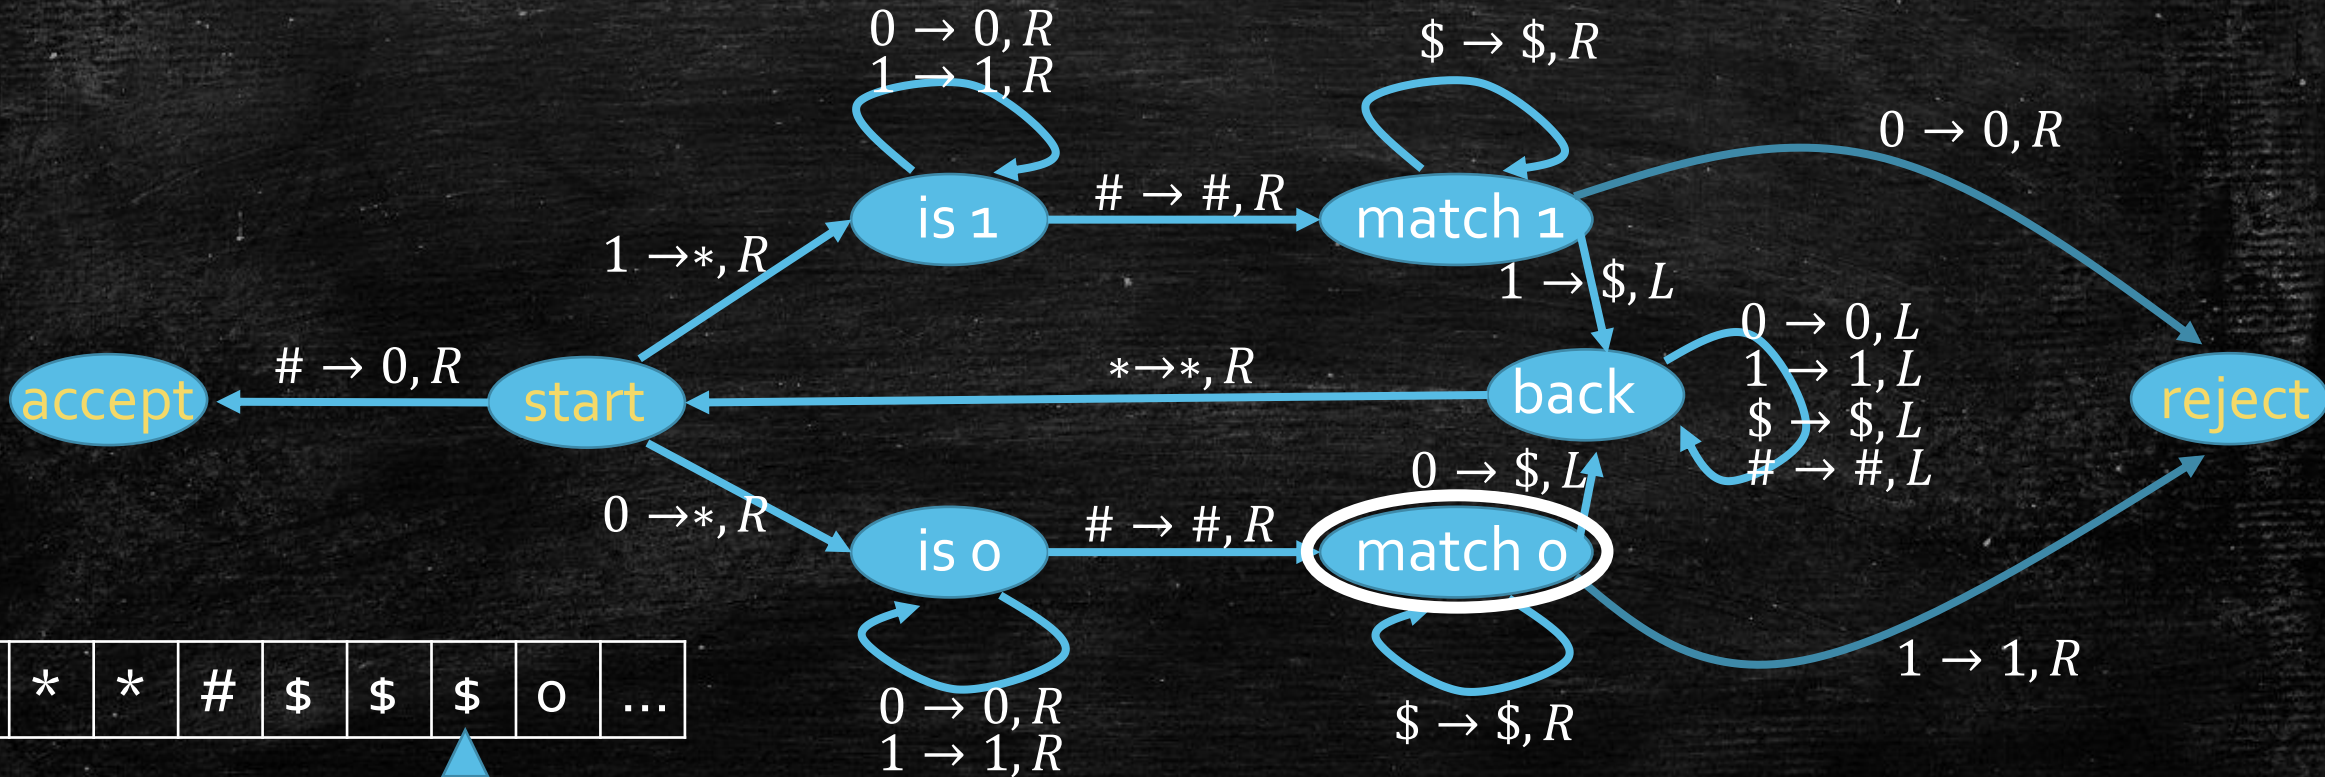 0 → 0, R
1 → 1, R
$ → $, R
0 → 0, R
is 1
# → #, R
match 1
1 →*, R
1 → $, L
accept
# → 0, R
start
*→*, R
back
0 → 0, L
1 → 1, L
$ → $, L
# → #, L
reject
0 → $, L
0 →*, R
is 0
# → #, R
match 0
1 → 1, R
* * # $ $ $ 0 ...
0 → 0, R
1 → 1, R
$ → $, R